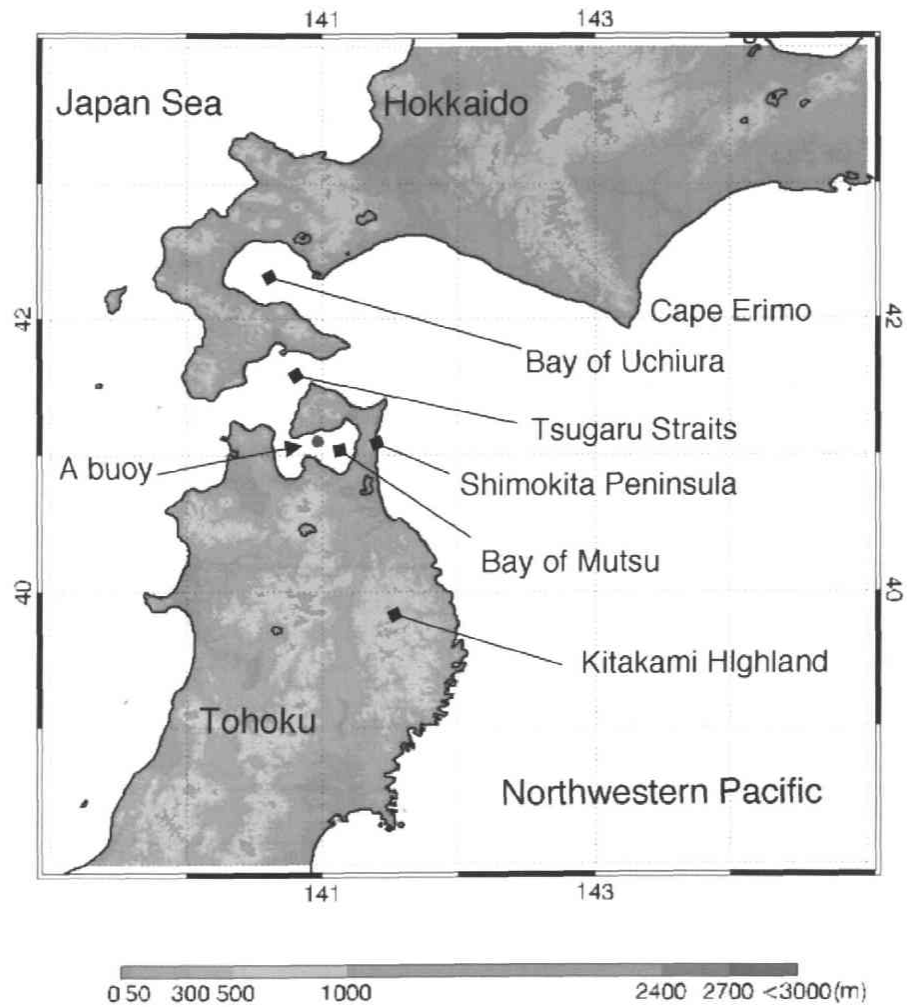 141 143
Japan Sea
Hokkaido
42 42
Cape Erimo
Bay of Uchiura
Tsugaru Straits
A buoy
Shimokita Peninsula
Bay of Mutsu
40 40
Kitakami HIghland
Tohoku
Northwestern Pacific
141 143
0 50 300 500 1000 2400 2700 <3000(m)